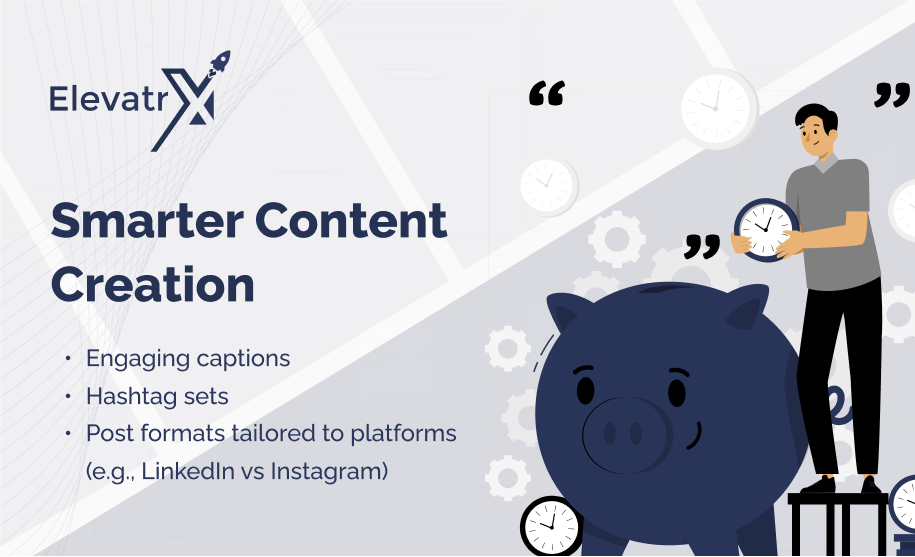 ElevatrX
Smarter Content
Creation
• Engaging captions
• Hashtag sets
• Post formats tailored to platforms
(e.g., LinkedIn vs Instagram)